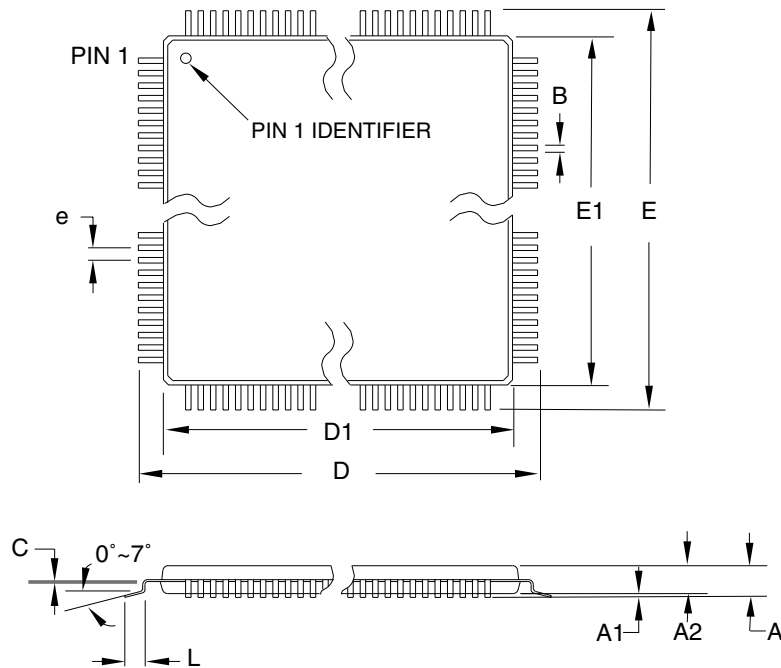 PIN 1
PIN 1 IDENTIFIER
B
e
E1
E
D1
D
C
0°~7°
L
A1
A2
A